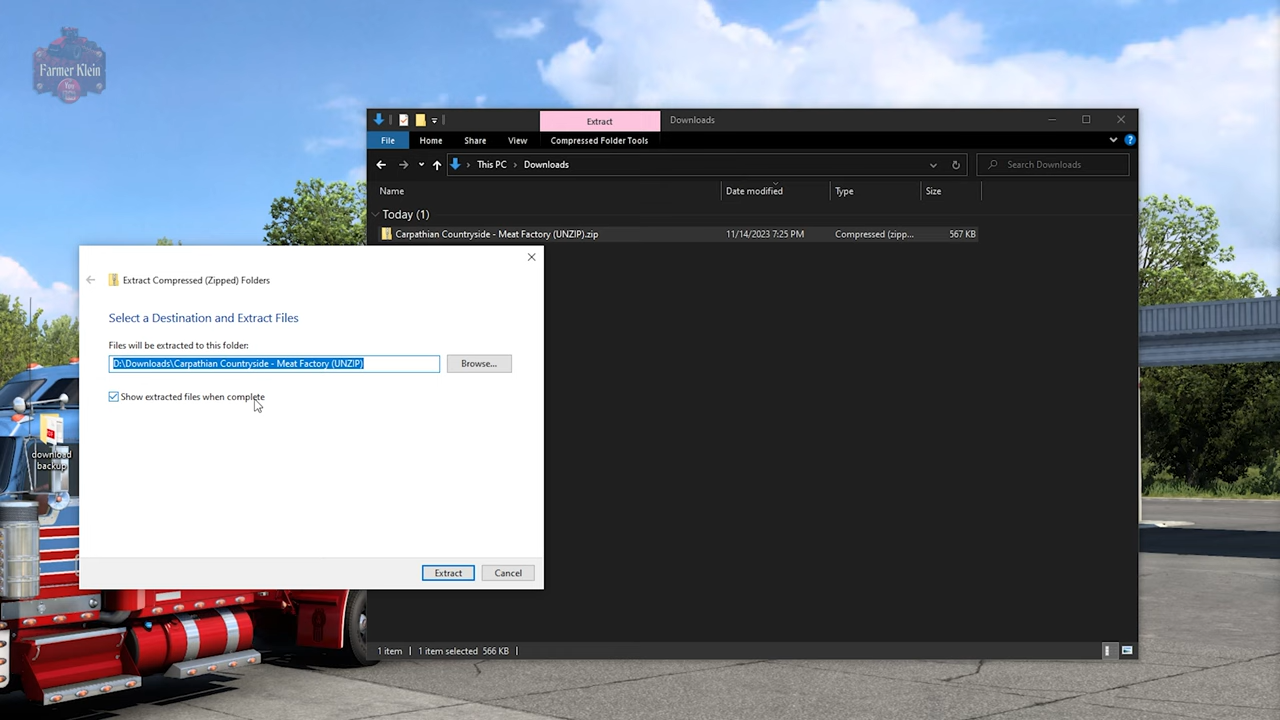 Farmer Klein
You
Extract
Downloads
File
Home
Share
View
Compressed Folder Tools
This PC
Downloads
Search Downloads
Name
Date modified
Type
Size
Today (1)
Carpathian Countryside - Meat Factory (UNZIP).zip
11/14/2023 7:25 PM
Compressed (zipp...
567 KB
Extract Compressed (Zipped) Folders
Select a Destination and Extract Files
Files will be extracted to this folder:
D:\Downloads\Carpathian Countryside - Meat Factory (UNZIP)
Browse...
Show extracted files when complete
download
backup
Extract
Cancel
1 item
1 item selected 566 KB